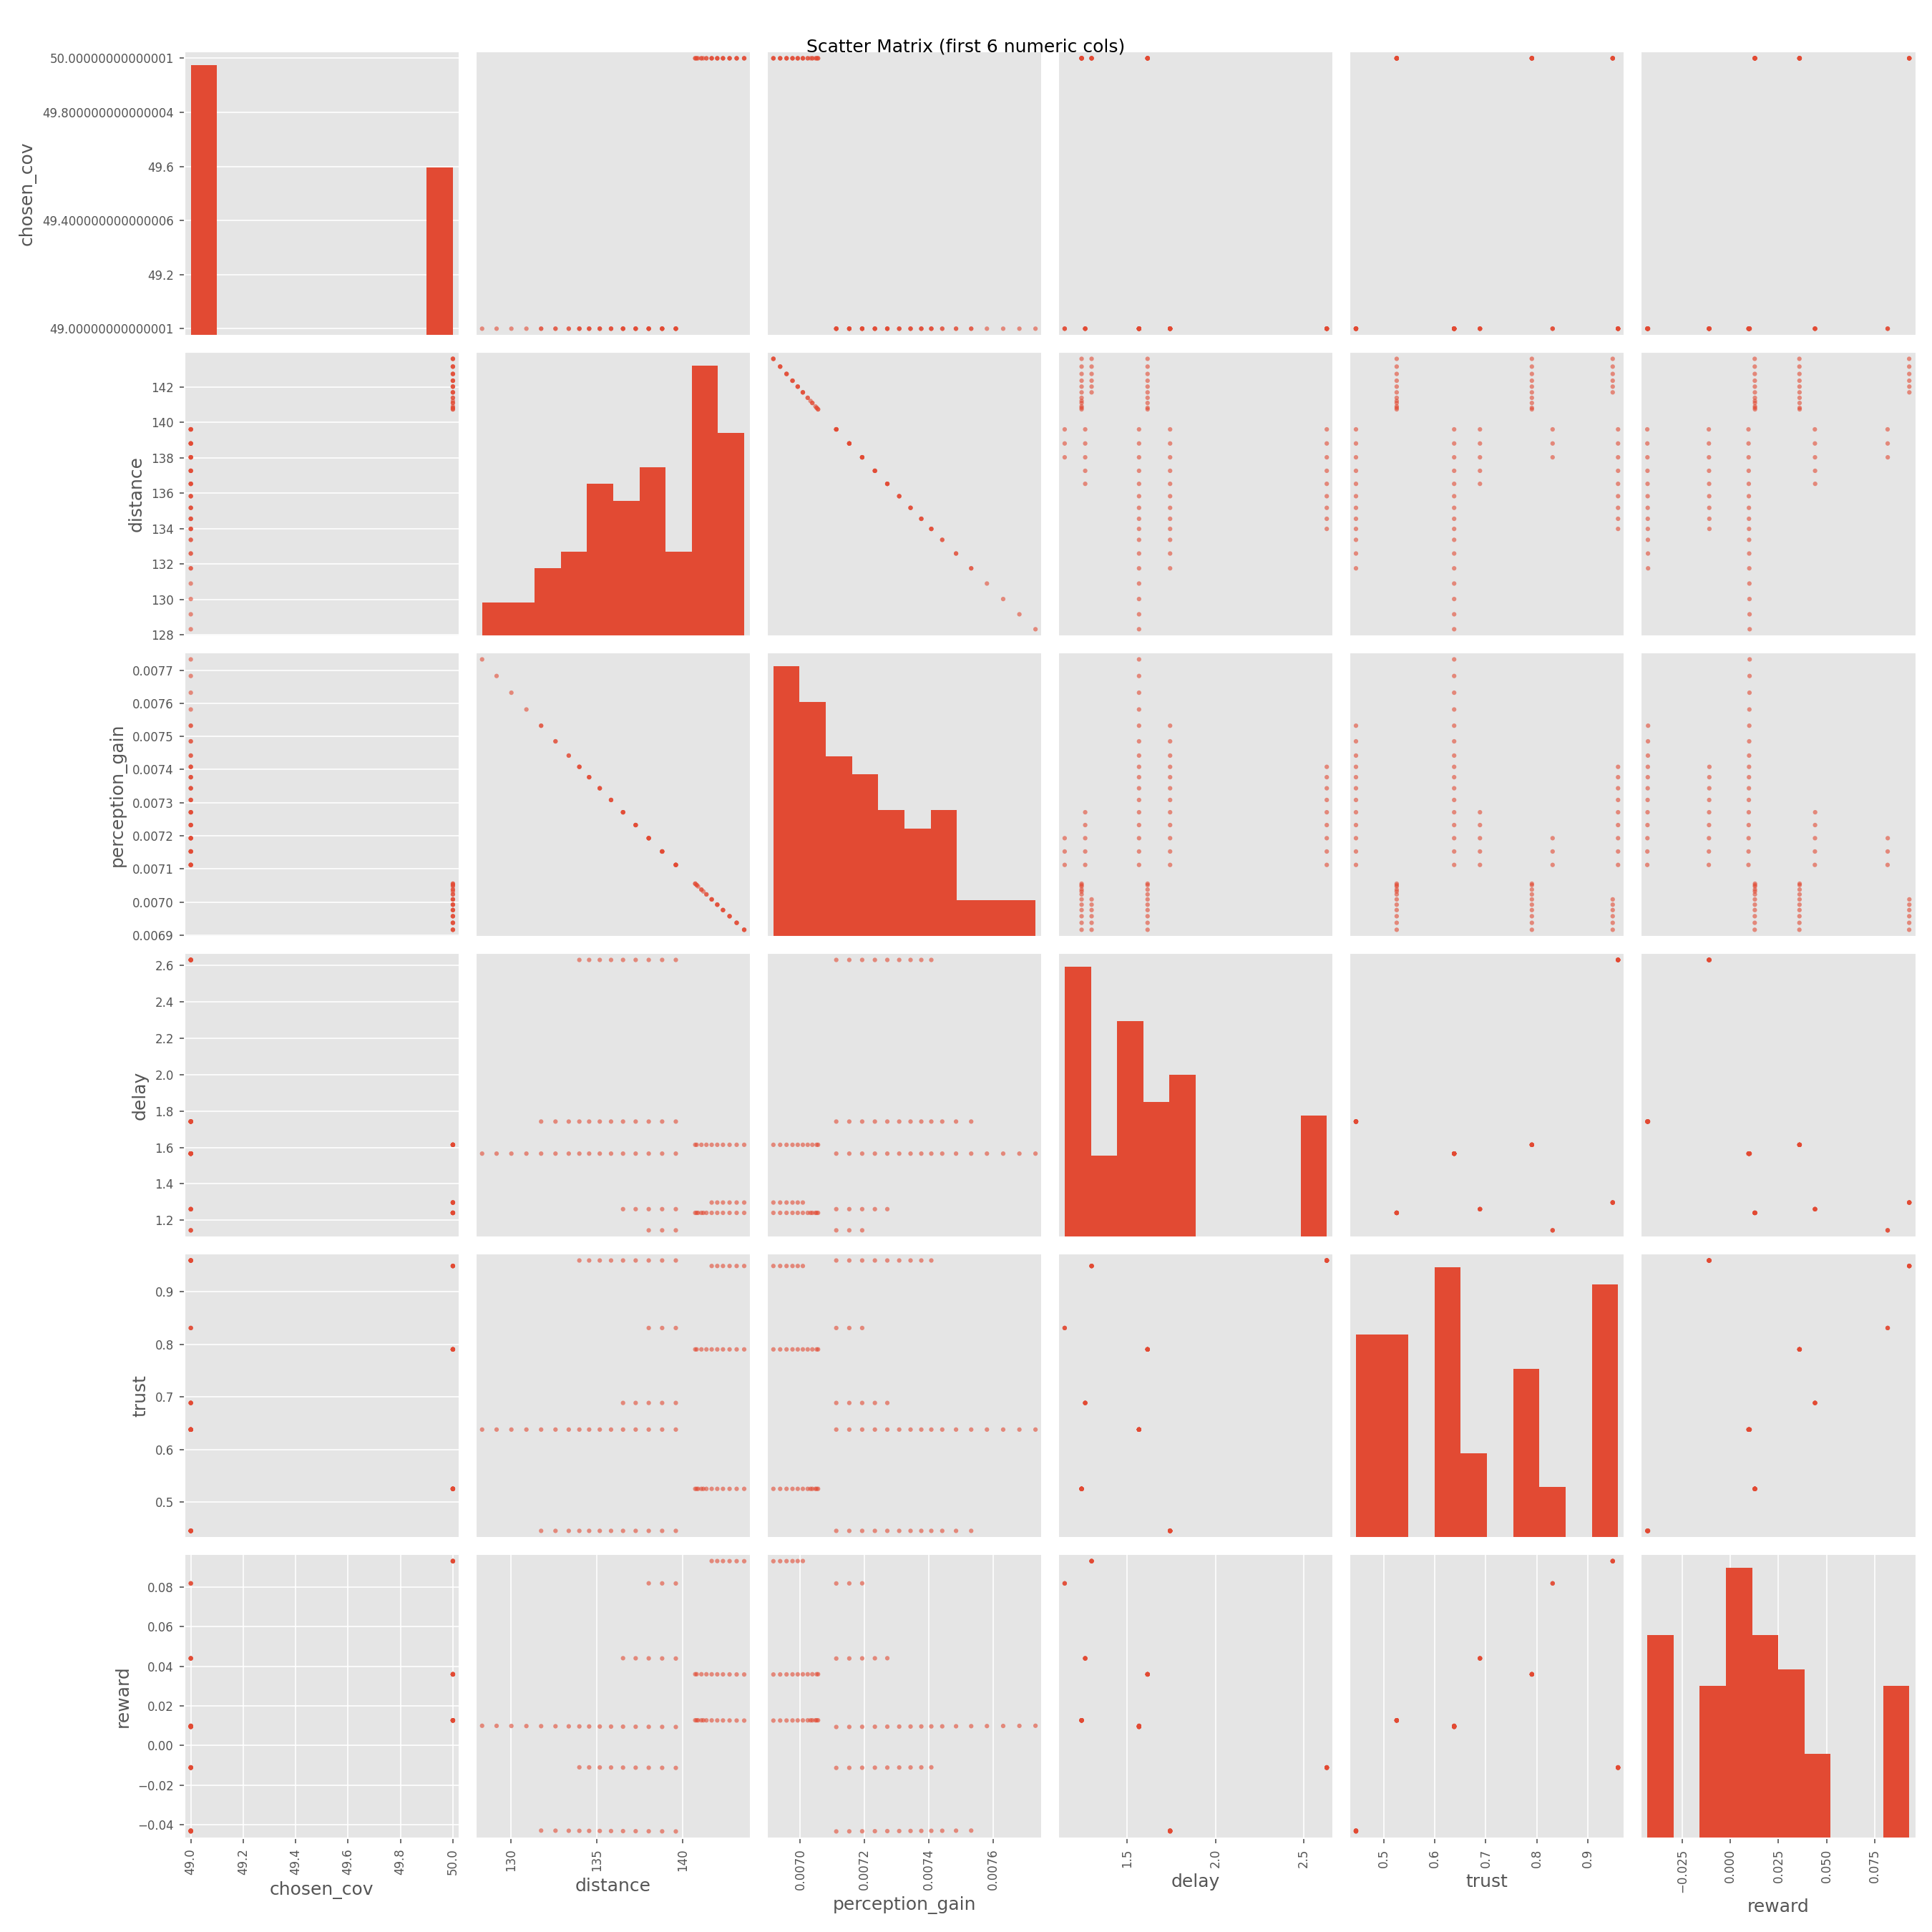 Scatter Matrix (first 6 numeric cols)
chosen_cov
50.00000000000001
49.800000000000004
49.6
49.400000000000006
49.2
49.00000000000001
distance
142
140
138
136
134
132
130
128
perception_gain
0.0077
0.0076
0.0075
0.0074
0.0073
0.0072
0.0071
0.0070
0.0069
delay
2.6
2.4
2.2
2.0
1.8
1.6
1.4
1.2
trust
0.9
0.8
0.7
0.6
0.5
reward
0.08
0.06
0.04
0.02
0.00
−0.02
−0.04
49.0 49.2 49.4 49.6 49.8 50.0
chosen_cov
130 135 140
distance
0.0070 0.0072 0.0074 0.0076
perception_gain
1.5 2.0 2.5
delay
0.5 0.6 0.7 0.8 0.9
trust
−0.025 0.000 0.025 0.050 0.075
reward